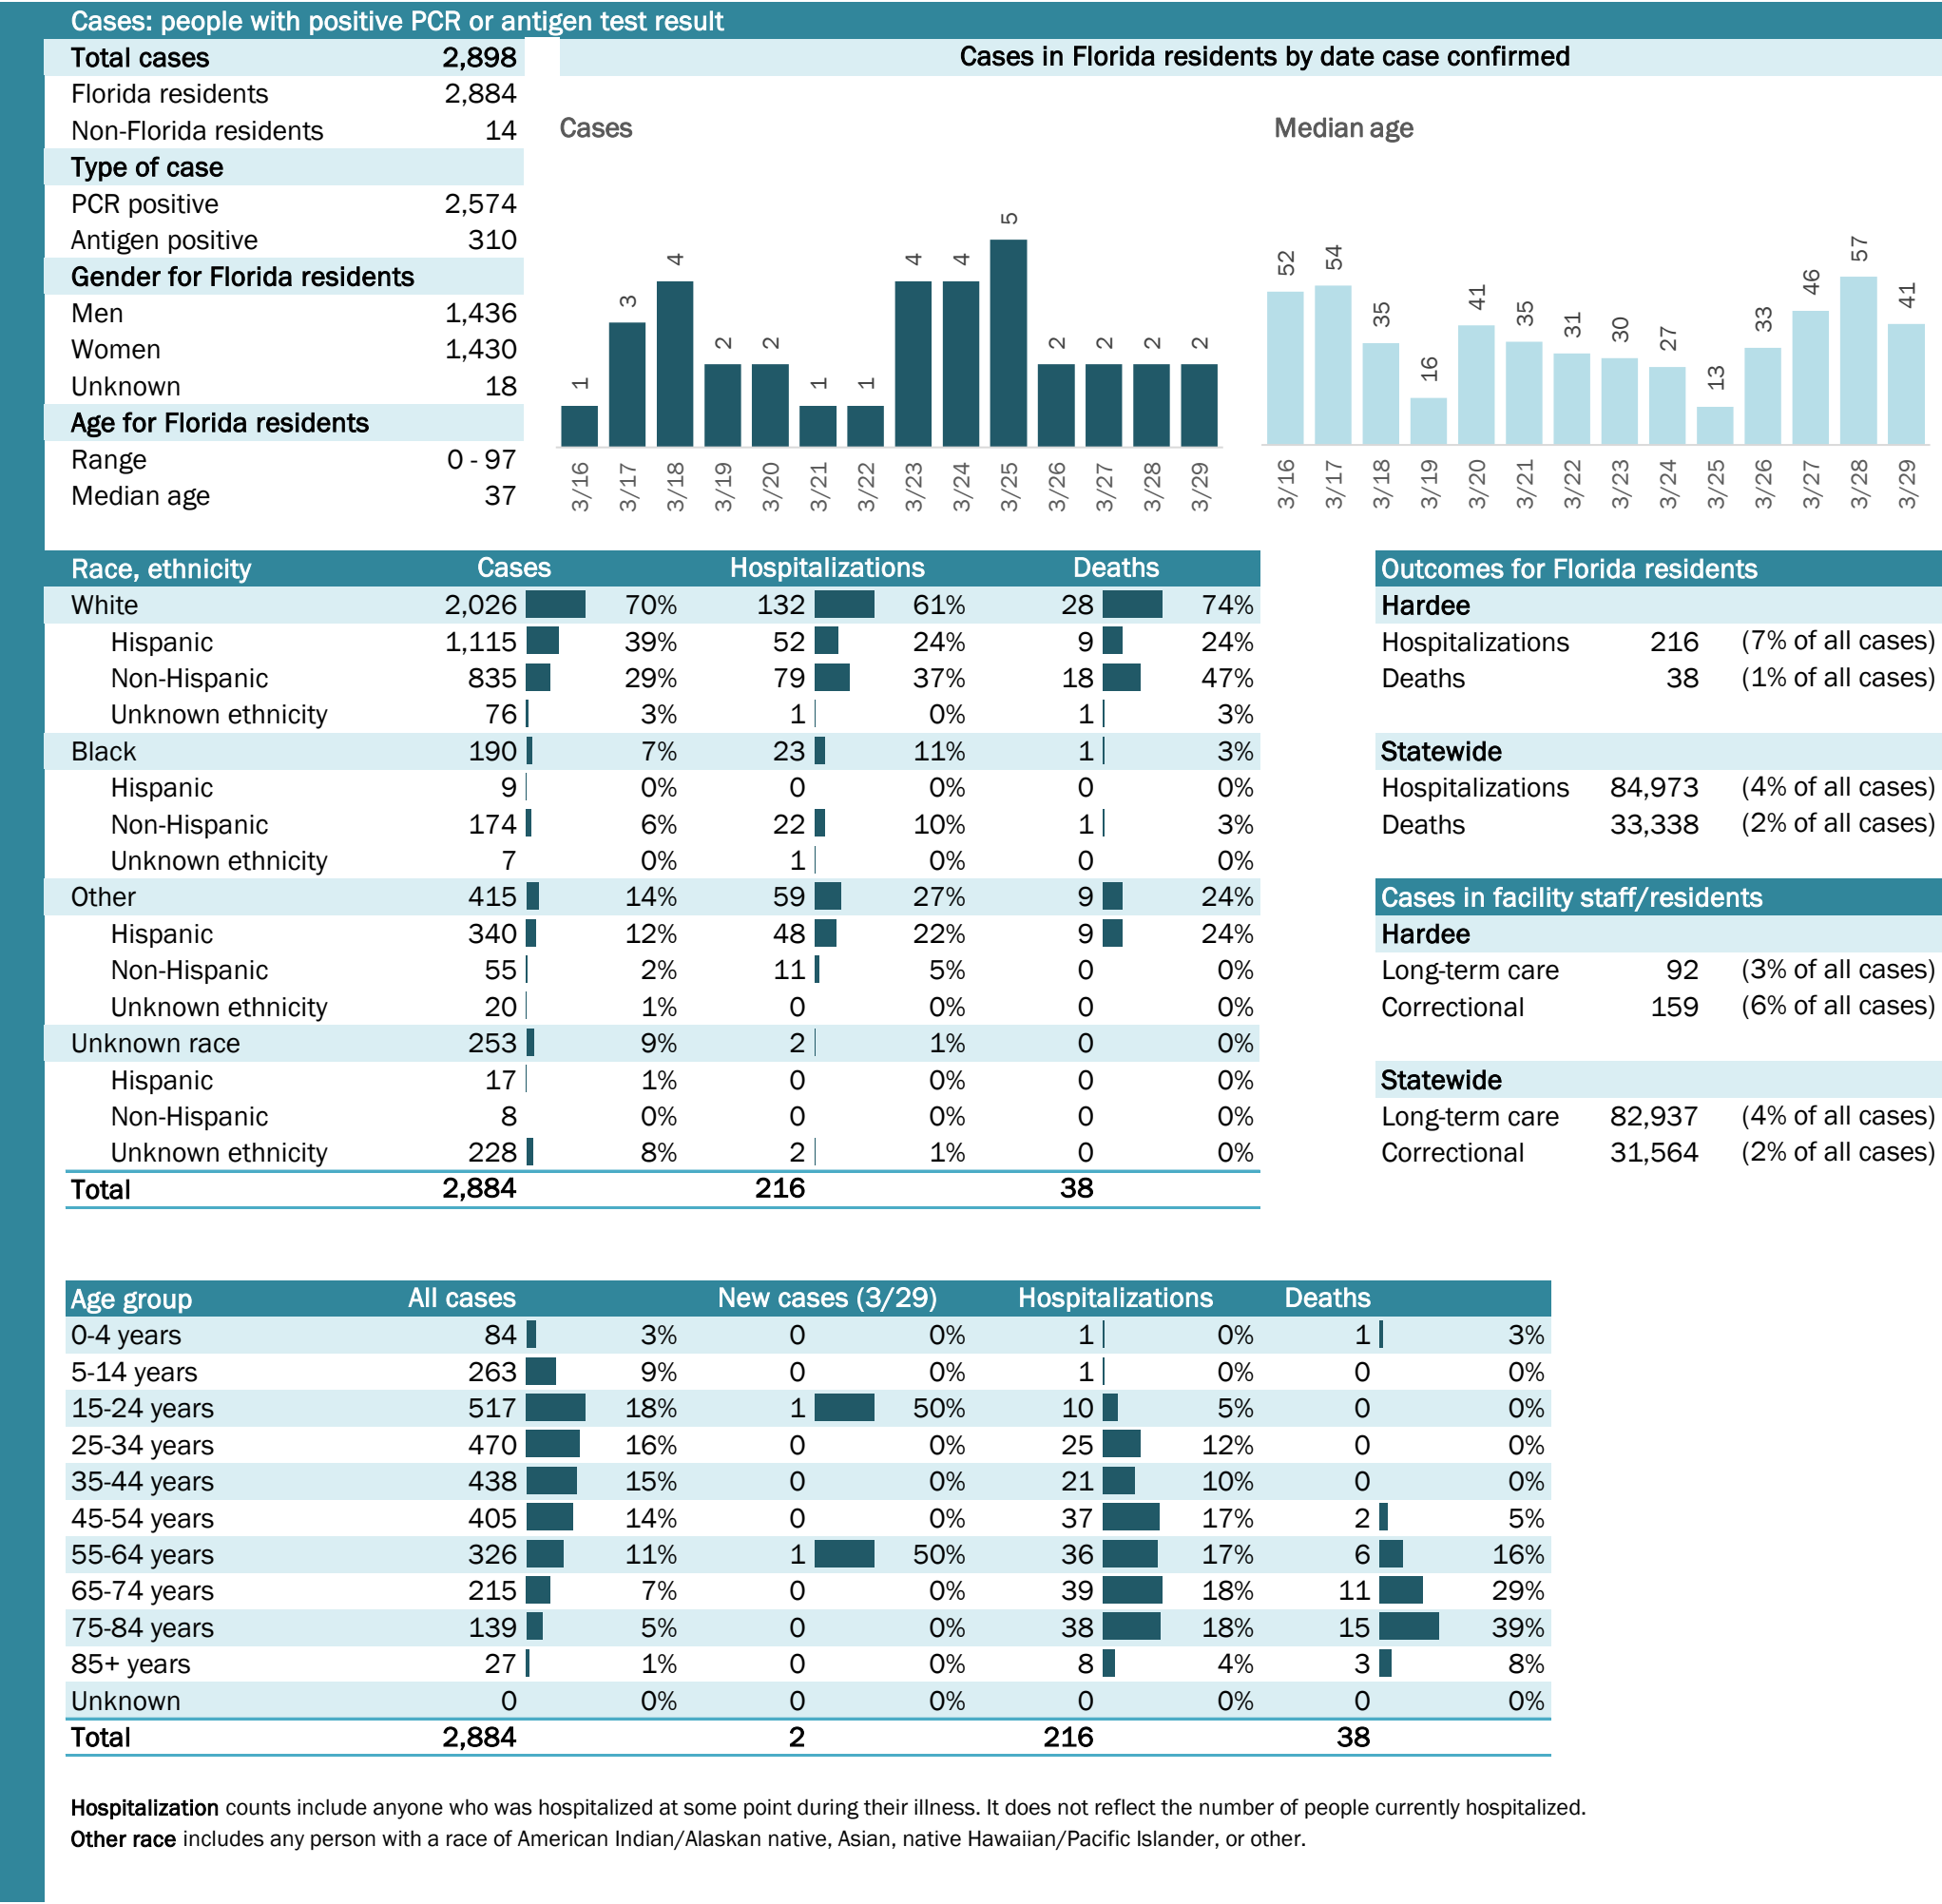 Cases: people with positive PCR or antigen test result
Total cases 2,898
Florida residents 2,884
Non-Florida residents 14
Type of case
PCR positive 2,574
Antigen positive 310
Gender for Florida residents
Men 1,436
Women 1,430
Unknown 18
Age for Florida residents
Range 0 - 97
Median age 37
Cases in Florida residents by date case confirmed
Cases
1 3 4 2 2 1 1 4 4 5 2 2 2 2
3/16 3/17 3/18 3/19 3/20 3/21 3/22 3/23 3/24 3/25 3/26 3/27 3/28 3/29
Median age
52 54 35 16 41 35 31 30 27 13 33 46 57 41
3/16 3/17 3/18 3/19 3/20 3/21 3/22 3/23 3/24 3/25 3/26 3/27 3/28 3/29
Race, ethnicity Cases Hospitalizations Deaths
White 2,026 70% 132 61% 28 74%
Hispanic 1,115 39% 52 24% 9 24%
Non-Hispanic 835 29% 79 37% 18 47%
Unknown ethnicity 76 3% 1 0% 1 3%
Black 190 7% 23 11% 1 3%
Hispanic 9 0% 0 0% 0 0%
Non-Hispanic 174 6% 22 10% 1 3%
Unknown ethnicity 7 0% 1 0% 0 0%
Other 415 14% 59 27% 9 24%
Hispanic 340 12% 48 22% 9 24%
Non-Hispanic 55 2% 11 5% 0 0%
Unknown ethnicity 20 1% 0 0% 0 0%
Unknown race 253 9% 2 1% 0 0%
Hispanic 17 1% 0 0% 0 0%
Non-Hispanic 8 0% 0 0% 0 0%
Unknown ethnicity 228 8% 2 1% 0 0%
Total 2,884 216 38
Outcomes for Florida residents
Hardee
Hospitalizations 216 (7% of all cases)
Deaths 38 (1% of all cases)
Statewide
Hospitalizations 84,973 (4% of all cases)
Deaths 33,338 (2% of all cases)
Cases in facility staff/residents
Hardee
Long-term care 92 (3% of all cases)
Correctional 159 (6% of all cases)
Statewide
Long-term care 82,937 (4% of all cases)
Correctional 31,564 (2% of all cases)
Age group All cases New cases (3/29) Hospitalizations Deaths
0-4 years 84 3% 0 0% 1 0% 1 3%
5-14 years 263 9% 0 0% 1 0% 0 0%
15-24 years 517 18% 1 50% 10 5% 0 0%
25-34 years 470 16% 0 0% 25 12% 0 0%
35-44 years 438 15% 0 0% 21 10% 0 0%
45-54 years 405 14% 0 0% 37 17% 2 5%
55-64 years 326 11% 1 50% 36 17% 6 16%
65-74 years 215 7% 0 0% 39 18% 11 29%
75-84 years 139 5% 0 0% 38 18% 15 39%
85+ years 27 1% 0 0% 8 4% 3 8%
Unknown 0 0% 0 0% 0 0% 0 0%
Total 2,884 2 216 38
Hospitalization counts include anyone who was hospitalized at some point during their illness. It does not reflect the number of people currently hospitalized.
Other race includes any person with a race of American Indian/Alaskan native, Asian, native Hawaiian/Pacific Islander, or other.